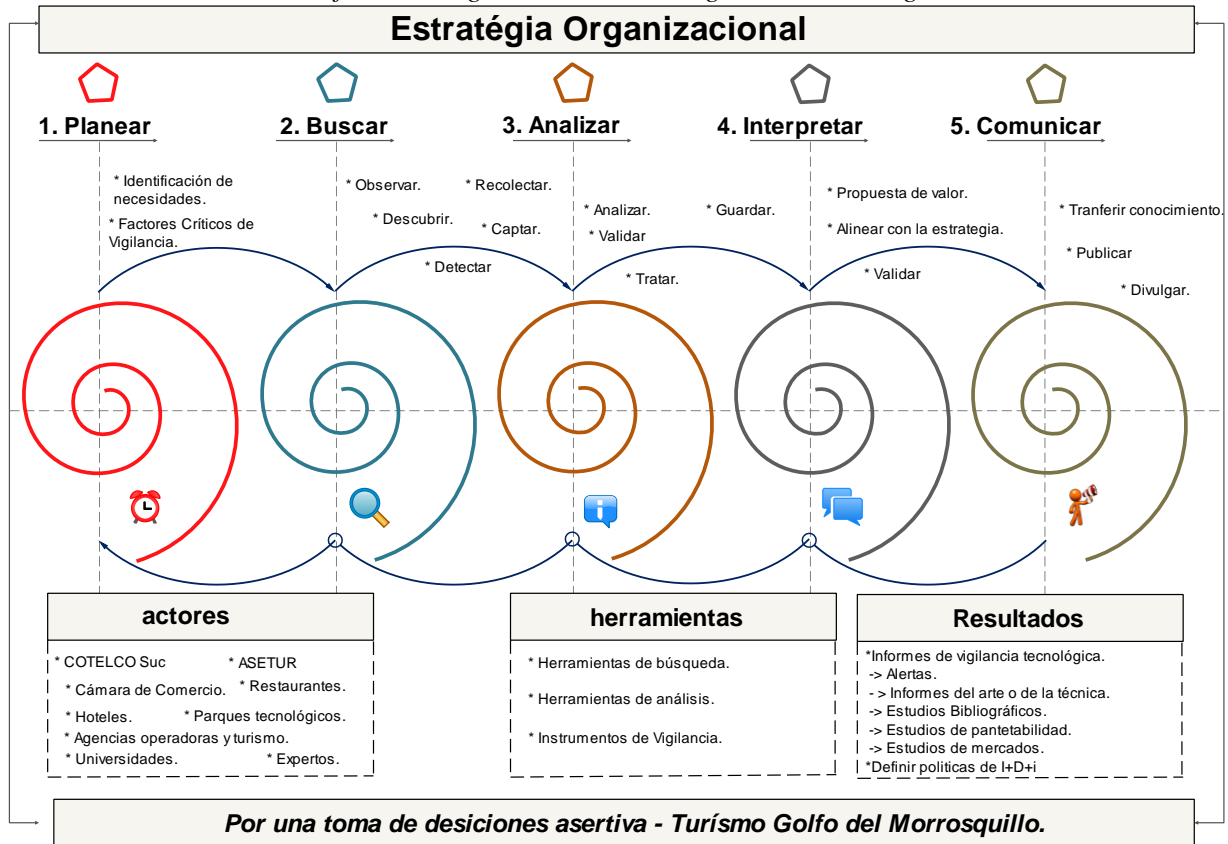 Estratégia Organizacional
1. Planear
2. Buscar
3. Analizar
4. Interpretar
5. Comunicar
* Identificación de
necesidades.
* Factores Críticos de
Vigilancia.
* Observar.
* Descubrir.
* Detectar
* Recolectar.
* Captar.
* Analizar.
* Validar
* Tratar.
* Guardar.
* Propuesta de valor.
* Alinear con la estrategia.
* Validar
* Tranferir conocimiento.
* Publicar
* Divulgar.
actores
* COTELCO Suc
* ASETUR
* Cámara de Comercio.
* Restaurantes.
* Hoteles.
* Parques tecnológicos.
* Agencias operadoras y turismo.
* Universidades.
* Expertos.
herramientas
* Herramientas de búsqueda.
* Herramientas de análisis.
* Instrumentos de Vigilancia.
Resultados
*Informes de vigilancia tecnológica.
-> Alertas.
- > Informes del arte o de la técnica.
-> Estudios Bibliográficos.
-> Estudios de pantetabilidad.
-> Estudios de mercados.
*Definir politicas de I+D+i
Por una toma de desiciones asertiva - Turísmo Golfo del Morrosquillo.